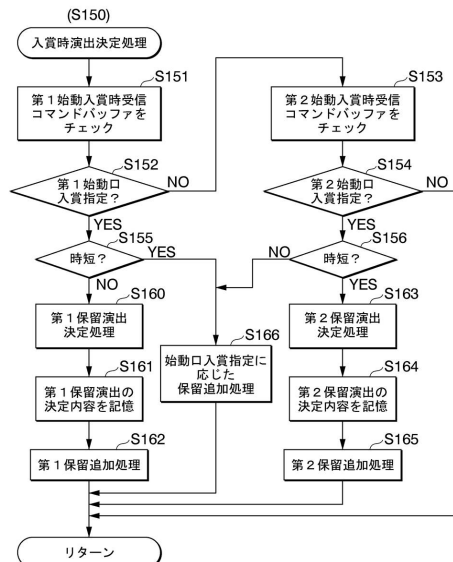 (S150)
入賞時演出決定処理
S151
第１始動入賞時受信
コマンドバッファを
チェック
S152
第１始動口
入賞指定？
NO
YES
S155
時短？
YES
NO
S160
第１保留演出
決定処理
S161
第１保留演出の
決定内容を記憶
S162
第１保留追加処理
S166
始動口入賞指定に
応じた
保留追加処理
S153
第２始動入賞時受信
コマンドバッファを
チェック
S154
第２始動口
入賞指定？
NO
YES
S156
時短？
NO
YES
S163
第２保留演出
決定処理
S164
第２保留演出の
決定内容を記憶
S165
第２保留追加処理
リターン